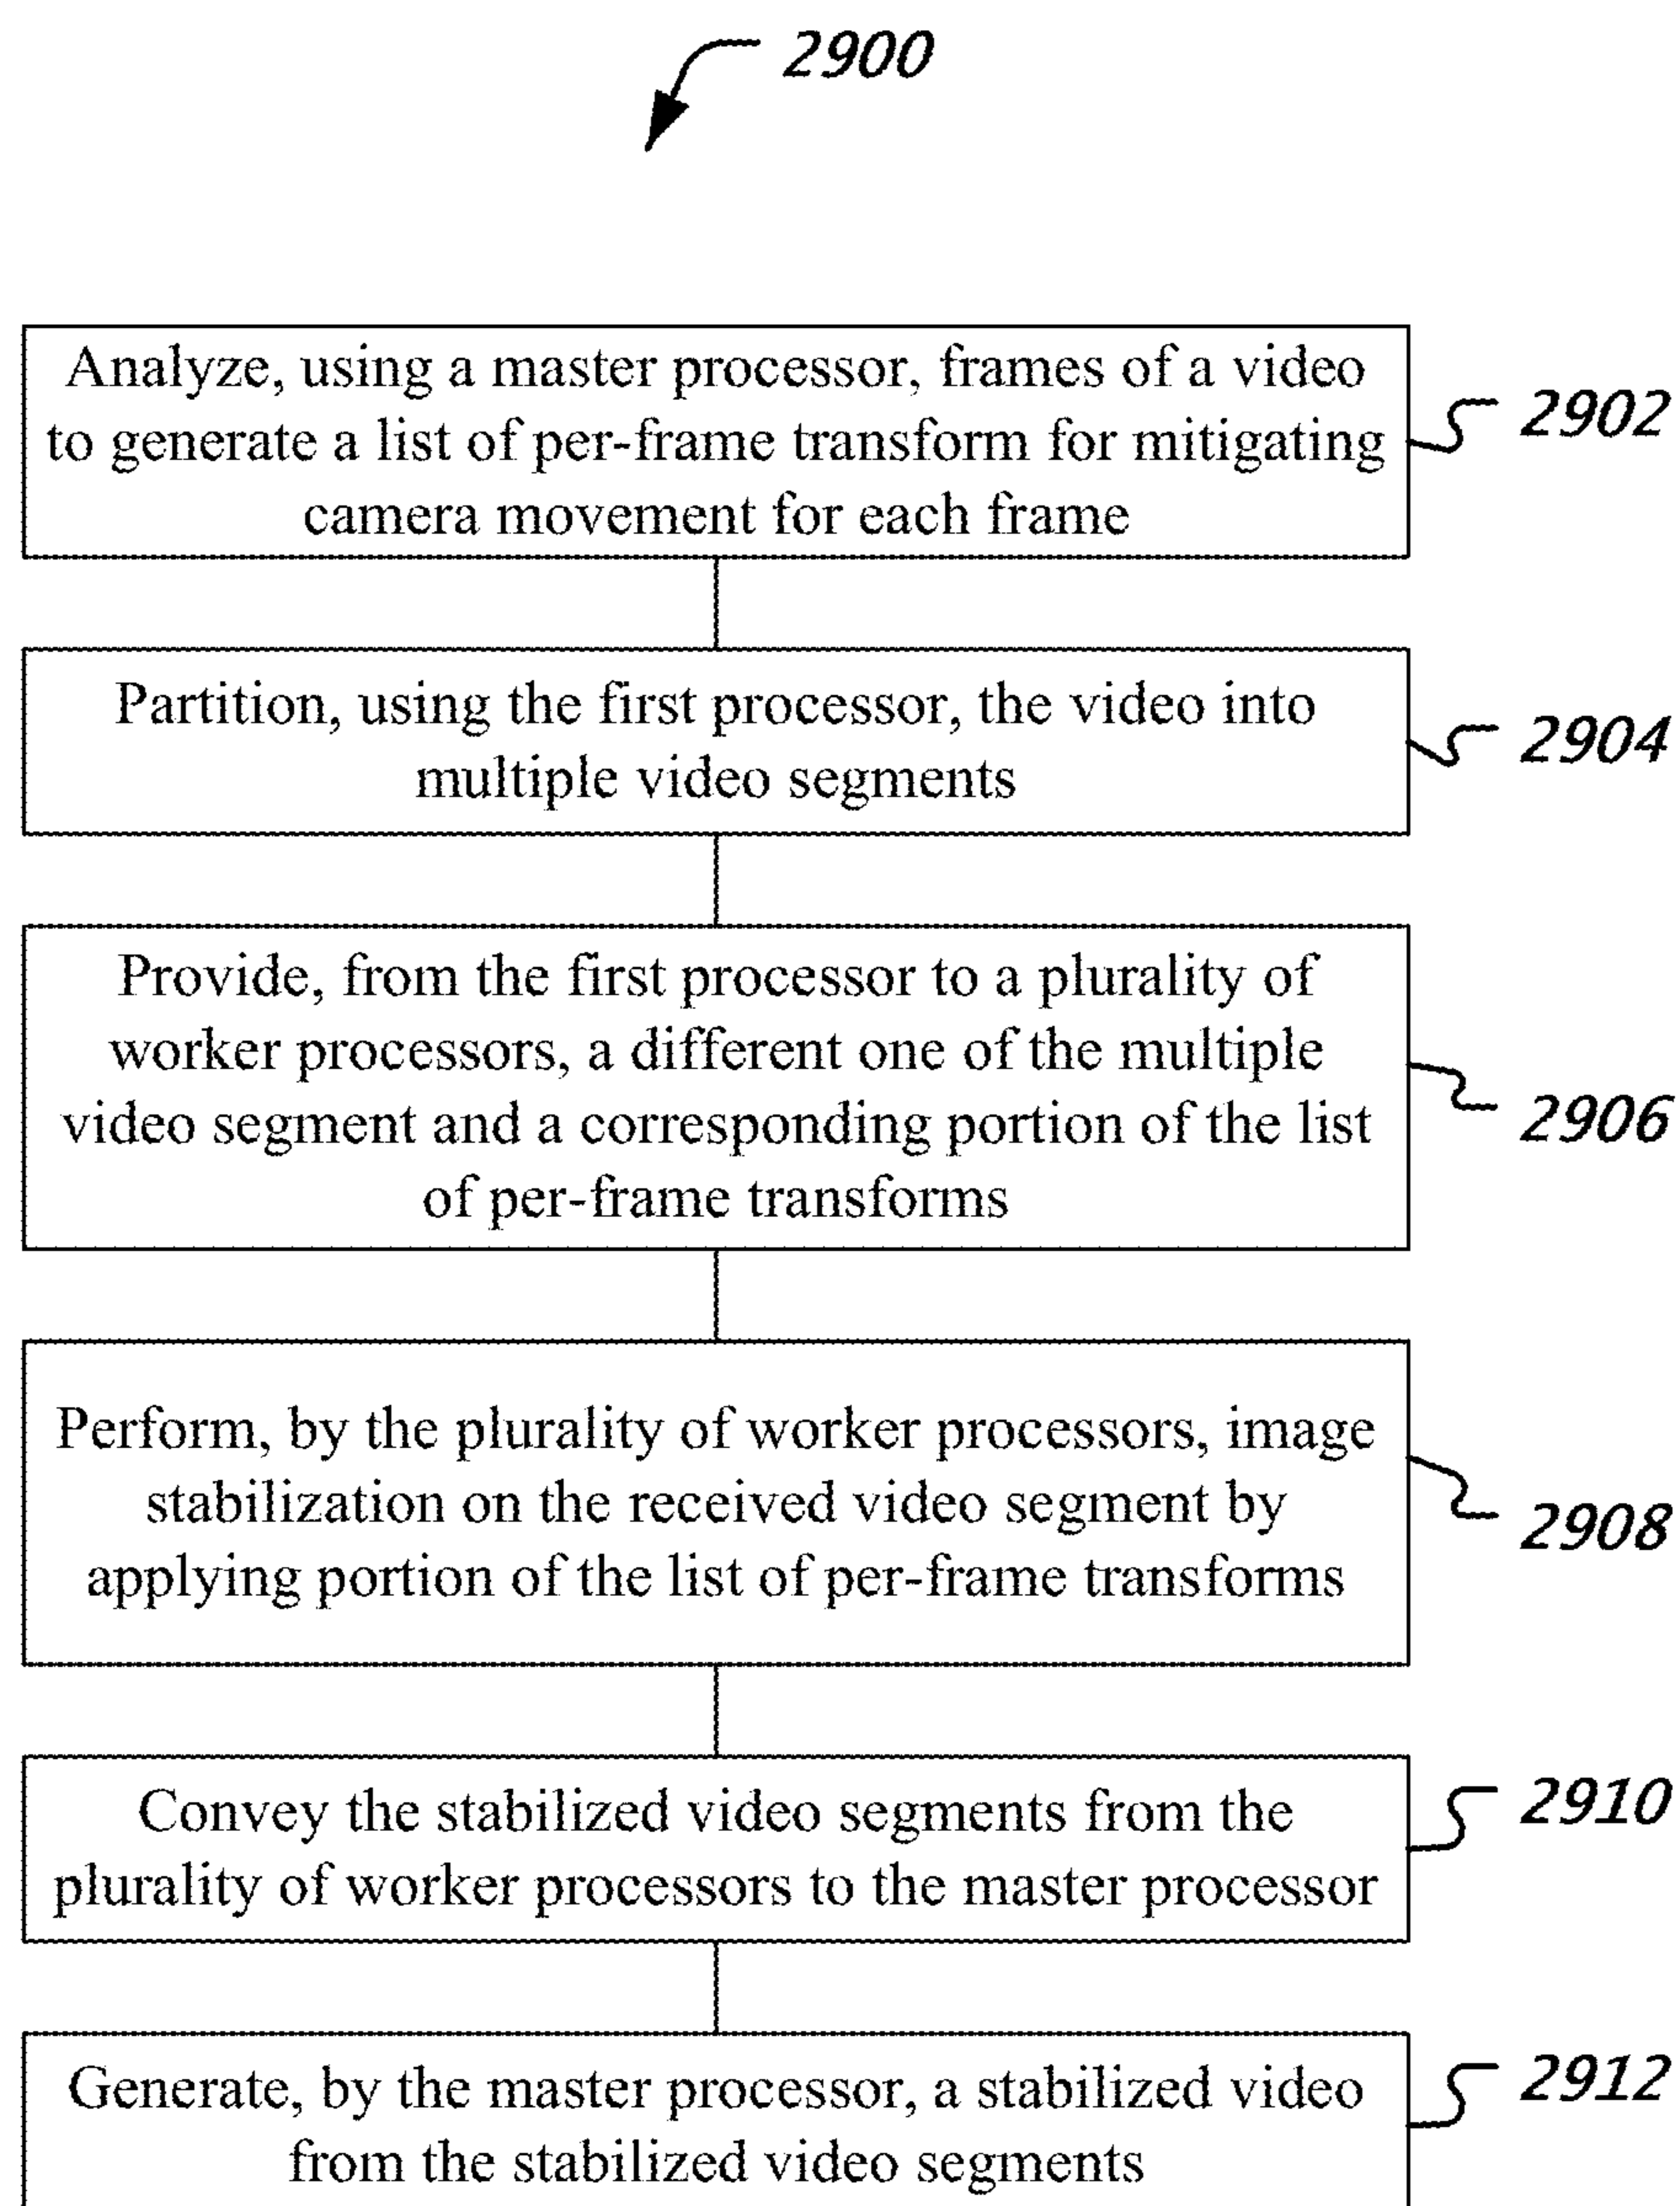 2900
Analyze, using a master processor, frames of a video
to generate a list of per-frame transform for mitigating
camera movement for each frame
2902
Partition, using the first processor, the video into
multiple video segments
2904
Provide, from the first processor to a plurality of
worker processors, a different one of the multiple
video segment and a corresponding portion of the list
of per-frame transforms
2906
Perform, by the plurality of worker processors, image
stabilization on the received video segment by
applying portion of the list of per-frame transforms
2908
Convey the stabilized video segments from the
plurality of worker processors to the master processor
2910
Generate, by the master processor, a stabilized video
from the stabilized video segments
2912